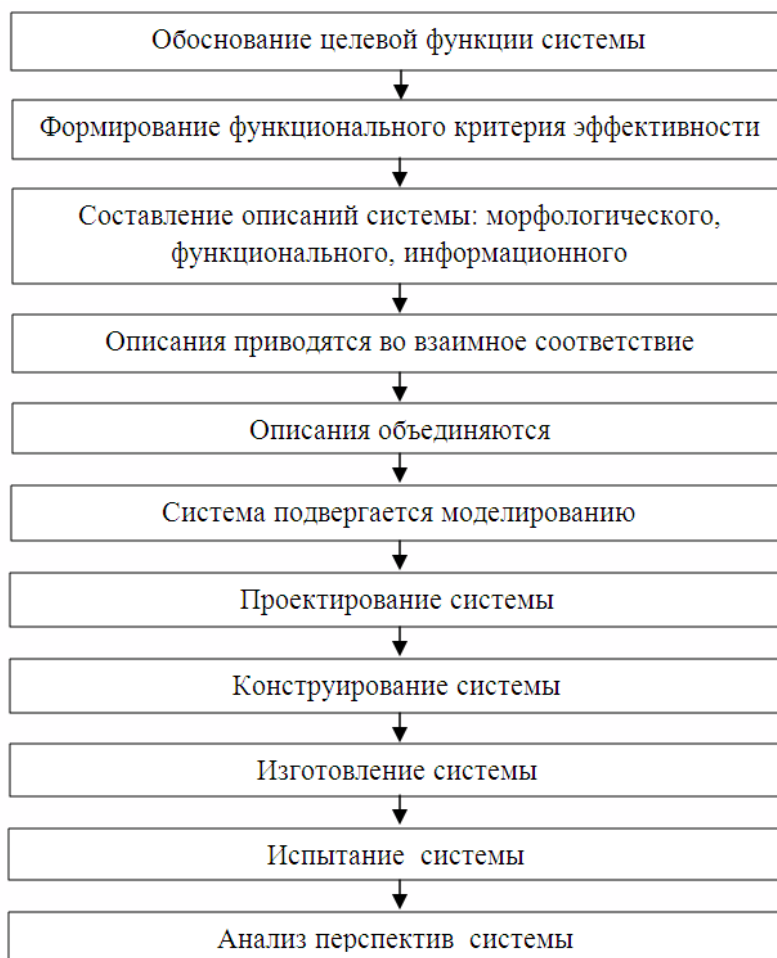 Обоснование целевой функции системы
Формирование функционального критерия эффективности
Составление описаний системы: морфологического,
функционального, информационного
Описания приводятся во взаимное соответствие
Описания объединяются
Система подвергается моделированию
Проектирование системы
Конструирование системы
Изготовление системы
Испытание системы
Анализ перспектив системы